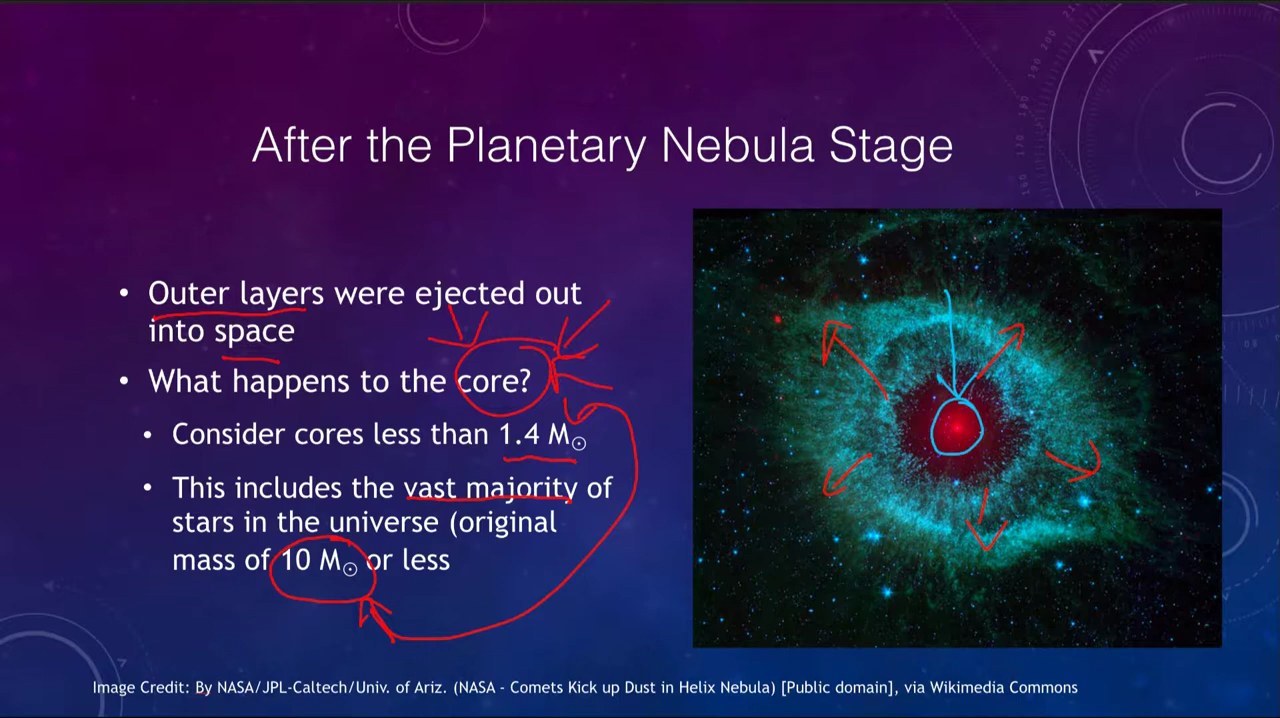 After the Planetary Nebula Stage
• Outer layers were ejected out
into space
• What happens to the core?
• Consider cores less than 1.4 M☉
• This includes the vast majority of
stars in the universe (original
mass of 10 M☉ or less
Image Credit: By NASA/JPL-Caltech/Univ. of Ariz. (NASA - Comets Kick up Dust in Helix Nebula) [Public domain], via Wikimedia Commons